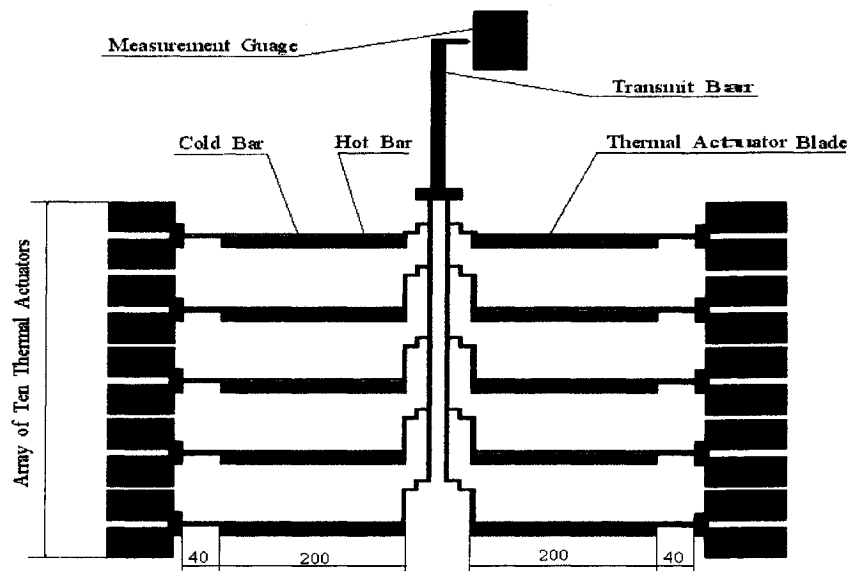 Measurement Guage
Transmit Baur
Cold Bar
Hot Bar
Thermal Actuator Blade
Array of Ten Thermal Actuators
40
200
200
40